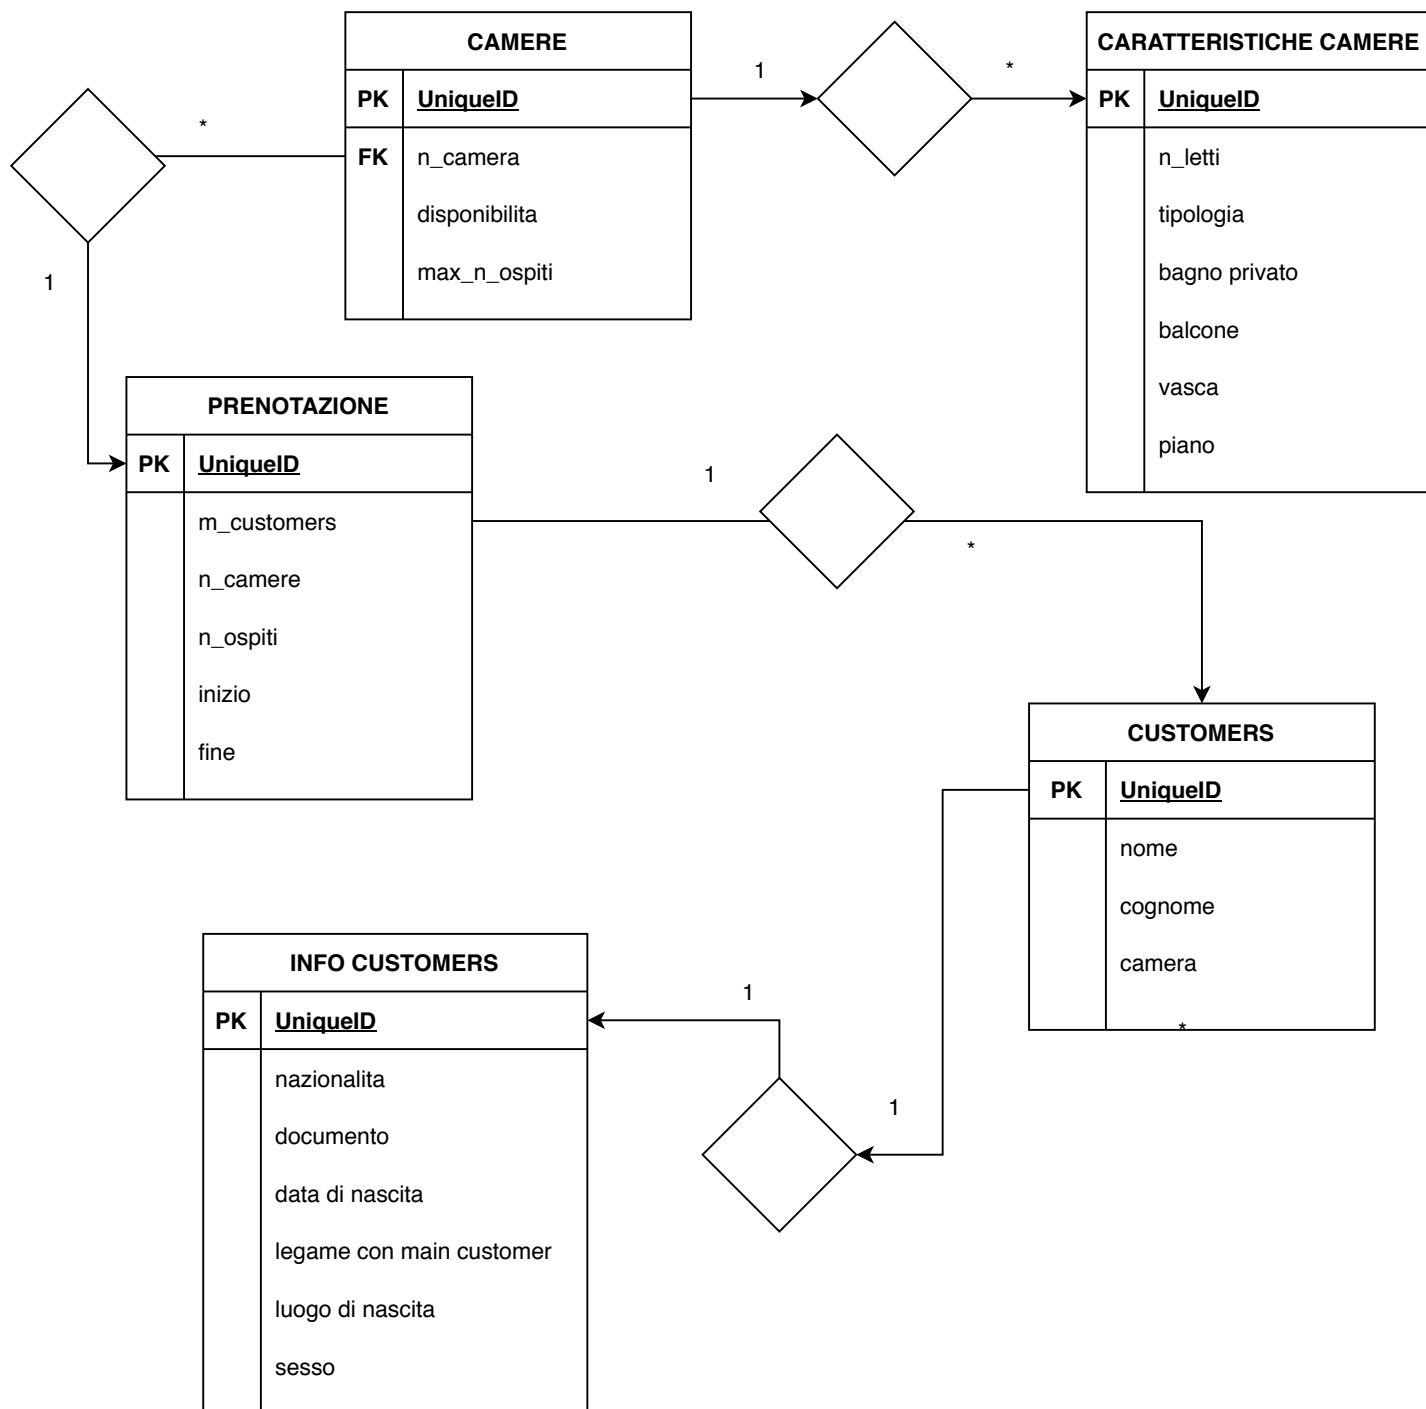 CAMERE
PK UniqueID
FK n_camera
disponibilita
max_n_ospiti
1
*
CARATTERISTICHE CAMERE
PK UniqueID
n_letti
tipologia
bagno privato
balcone
vasca
piano
*
1
PRENOTAZIONE
PK UniqueID
m_customers
n_camere
n_ospiti
inizio
fine
1
*
CUSTOMERS
PK UniqueID
nome
cognome
camera
*
INFO CUSTOMERS
PK UniqueID
nazionalita
documento
data di nascita
legame con main customer
luogo di nascita
sesso
1
1